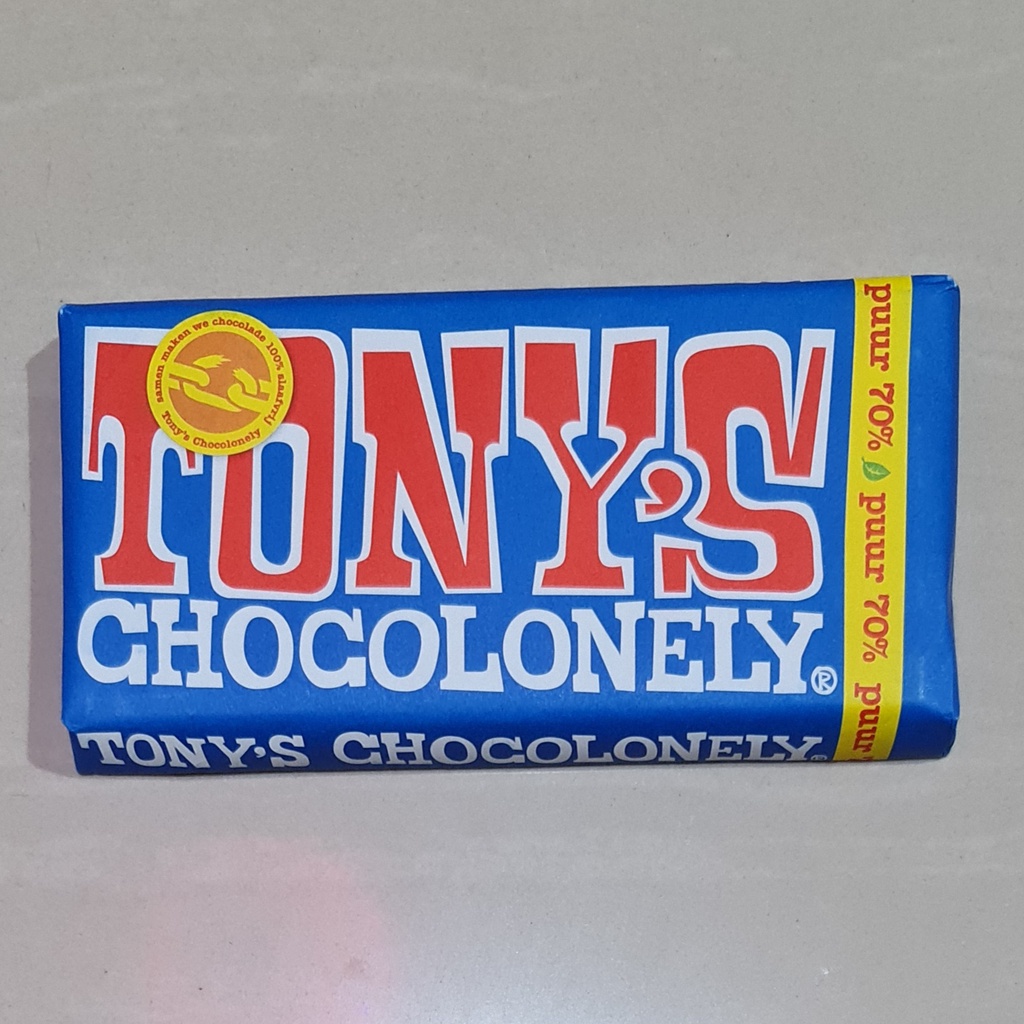 TONY'S
CHOCOLONELY®
samen maken we chocolade 100% slaafvrij
Tony's Chocolonely
puur 70% puur 70% puur
TONY'S CHOCOLONELY